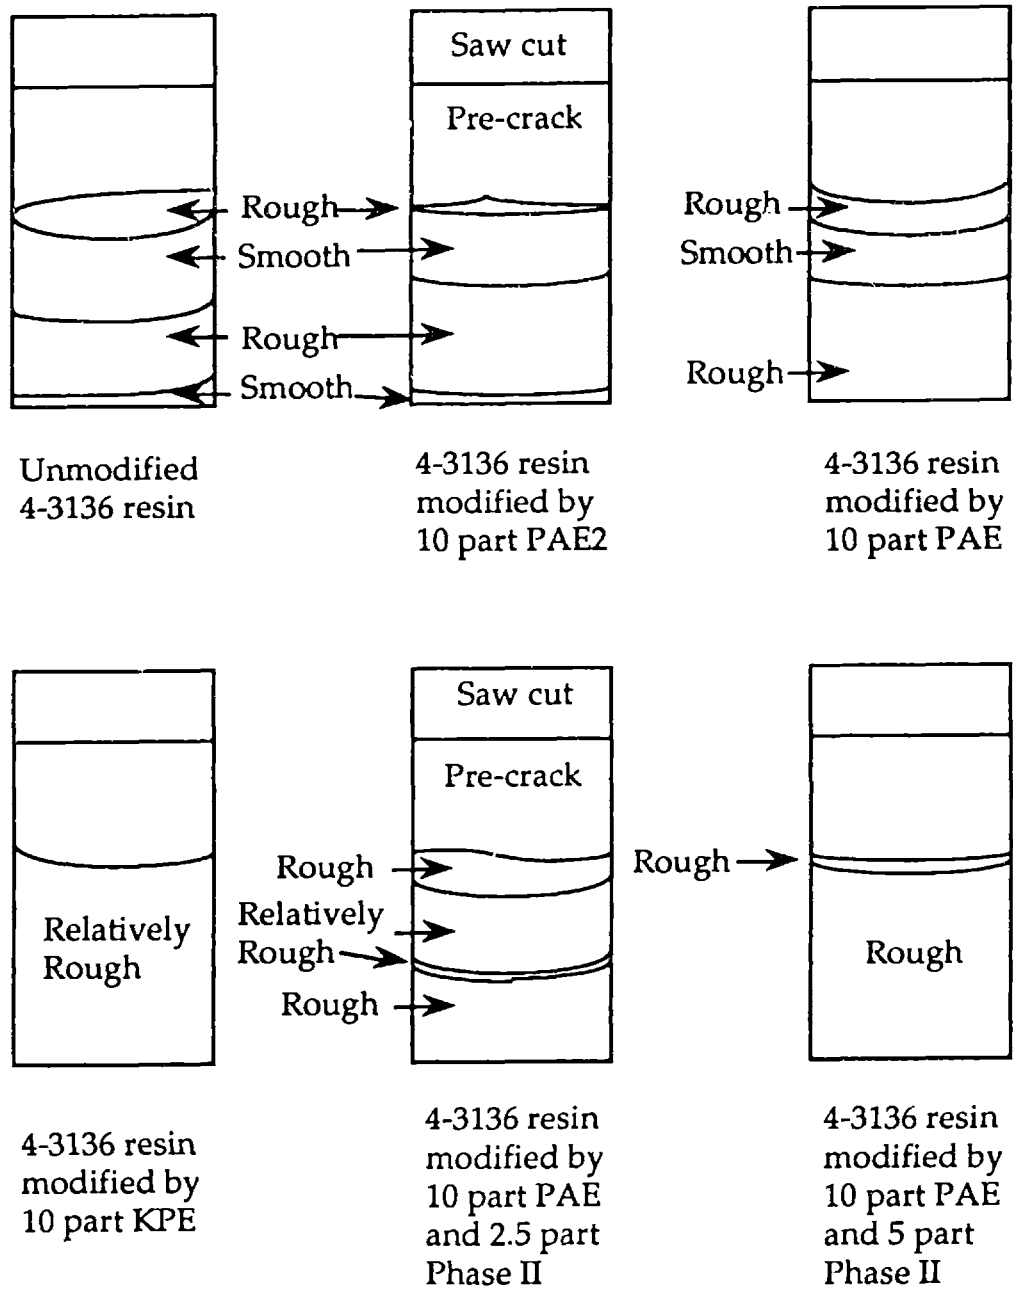 Saw cut
Pre-crack
Rough
Smooth
Rough
Smooth
Rough
Smooth
Rough
Unmodified
4-3136 resin
4-3136 resin
modified by
10 part PAE2
4-3136 resin
modified by
10 part PAE
Relatively
Rough
Saw cut
Pre-crack
Rough
Relatively
Rough
Rough
Rough
Rough
4-3136 resin
modified by
10 part KPE
4-3136 resin
modified by
10 part PAE
and 2.5 part
Phase II
4-3136 resin
modified by
10 part PAE
and 5 part
Phase II